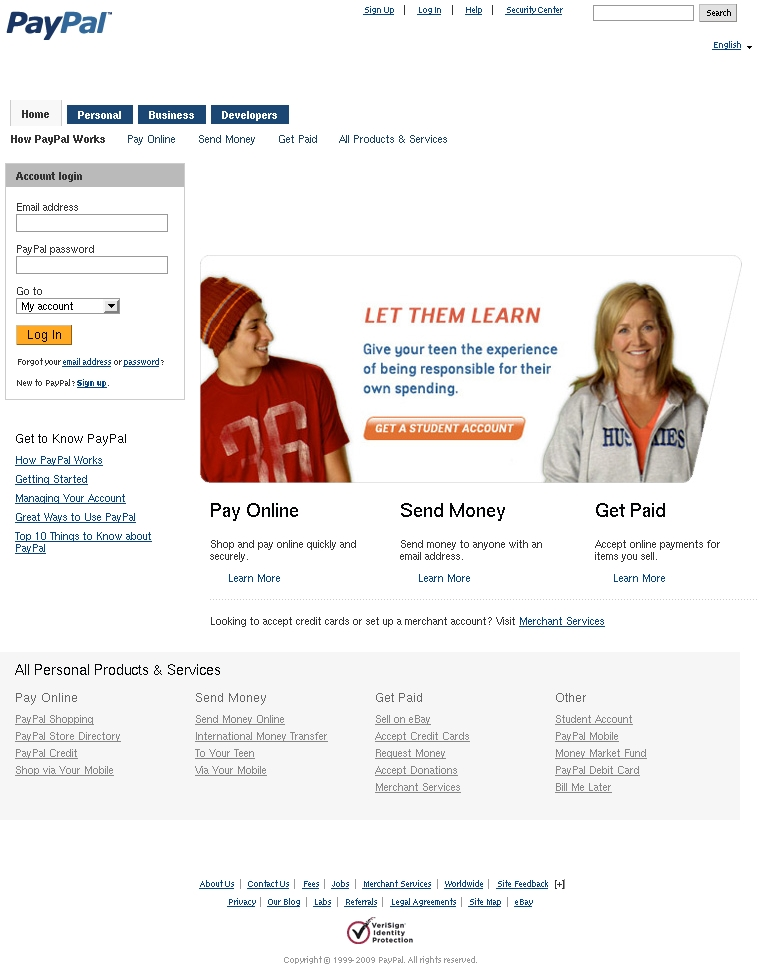 PayPal™
Sign Up | Log In | Help | Security Center
Search
English
Home Personal Business Developers
How PayPal Works Pay Online Send Money Get Paid All Products & Services
Account login
Email address
PayPal password
Go to
My account
Log In
Forgot your email address or password?
New to PayPal? Sign up.
Get to Know PayPal
How PayPal Works
Getting Started
Managing Your Account
Great Ways to Use PayPal
Top 10 Things to Know about
PayPal
LET THEM LEARN
Give your teen the experience
of being responsible for their
own spending.
GET A STUDENT ACCOUNT
36
HUSKIES
Pay Online
Shop and pay online quickly and
securely.
Learn More
Send Money
Send money to anyone with an
email address.
Learn More
Get Paid
Accept online payments for
items you sell.
Learn More
Looking to accept credit cards or set up a merchant account? Visit Merchant Services
All Personal Products & Services
Pay Online
PayPal Shopping
PayPal Store Directory
PayPal Credit
Shop via Your Mobile
Send Money
Send Money Online
International Money Transfer
To Your Teen
Via Your Mobile
Get Paid
Sell on eBay
Accept Credit Cards
Request Money
Accept Donations
Merchant Services
Other
Student Account
PayPal Mobile
Money Market Fund
PayPal Debit Card
Bill Me Later
About Us | Contact Us | Fees | Jobs | Merchant Services | Worldwide | Site Feedback [+]
Privacy | Our Blog | Labs | Referrals | Legal Agreements | Site Map | eBay
VeriSign
Identity
Protection
Copyright © 1999-2009 PayPal. All rights reserved.